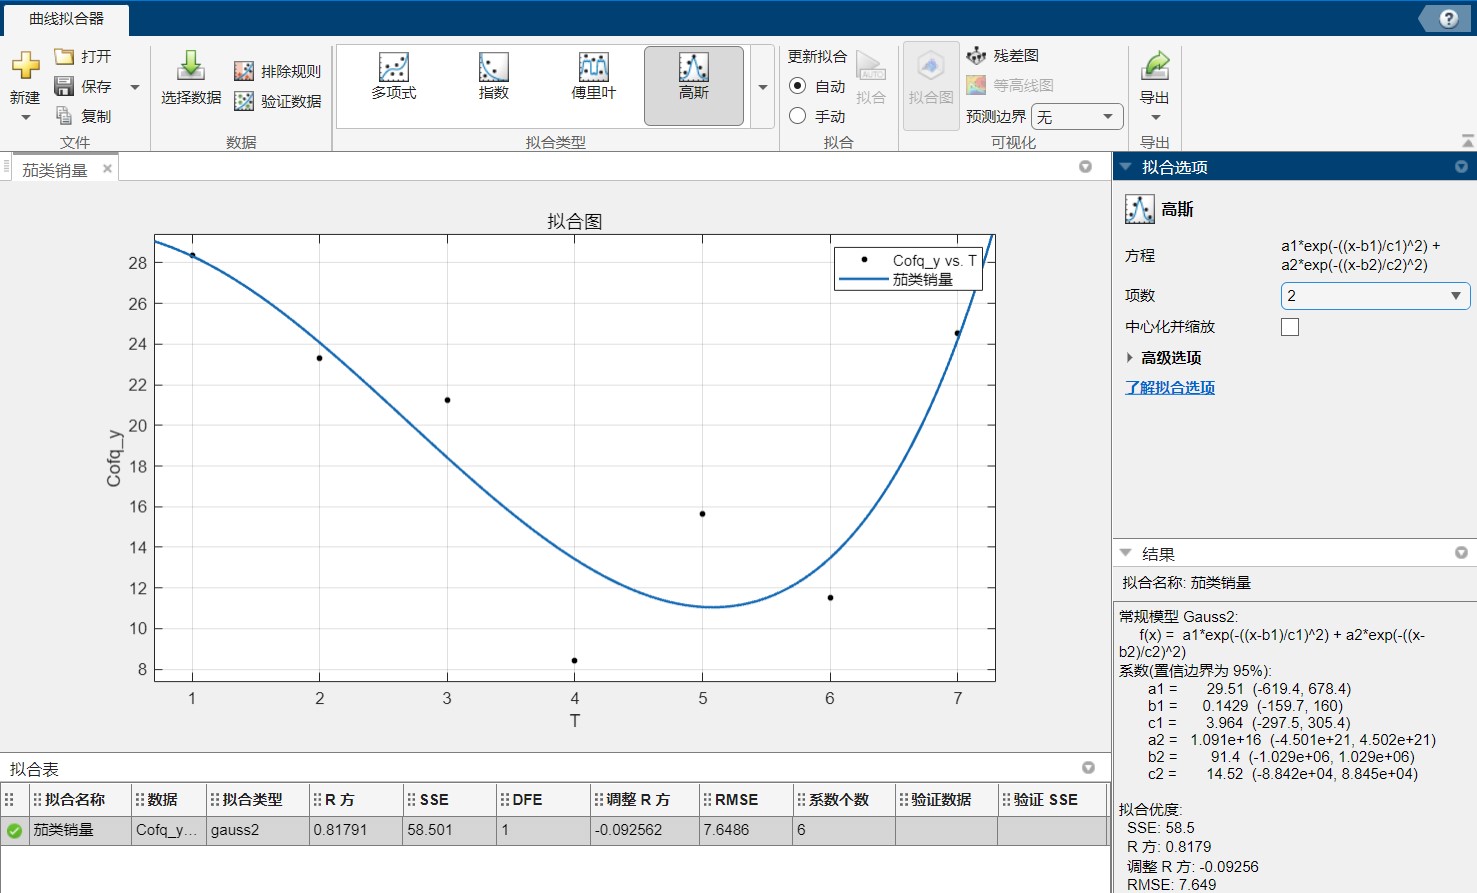 曲线拟合器
?
新建
打开
保存
复制
文件
选择数据
排除规则
验证数据
数据
多项式
指数
傅里叶
高斯
拟合类型
更新拟合
自动
手动
AUTO
拟合
拟合
拟合图
残差图
等高线图
预测边界 无
可视化
导出
导出
茄类销量
拟合图
Cofq_y vs. T
茄类销量
28
26
24
22
20
18
16
14
12
10
8
Cofq_y
1 2 3 4 5 6 7
T
拟合表
拟合名称 数据 拟合类型 R 方 SSE DFE 调整 R 方 RMSE 系数个数 验证数据 验证 SSE
茄类销量 Cofq_y... gauss2 0.81791 58.501 1 -0.092562 7.6486 6
拟合选项
高斯
方程 a1*exp(-((x-b1)/c1)^2) +
a2*exp(-((x-b2)/c2)^2)
项数 2
中心化并缩放
高级选项
了解拟合选项
结果
拟合名称: 茄类销量
常规模型 Gauss2:
f(x) = a1*exp(-((x-b1)/c1)^2) + a2*exp(-((x-
b2)/c2)^2)
系数(置信边界为 95%):
a1 = 29.51 (-619.4, 678.4)
b1 = 0.1429 (-159.7, 160)
c1 = 3.964 (-297.5, 305.4)
a2 = 1.091e+16 (-4.501e+21, 4.502e+21)
b2 = 91.4 (-1.029e+06, 1.029e+06)
c2 = 14.52 (-8.842e+04, 8.845e+04)
拟合优度:
SSE: 58.5
R 方: 0.8179
调整 R 方: -0.09256
RMSE: 7.649